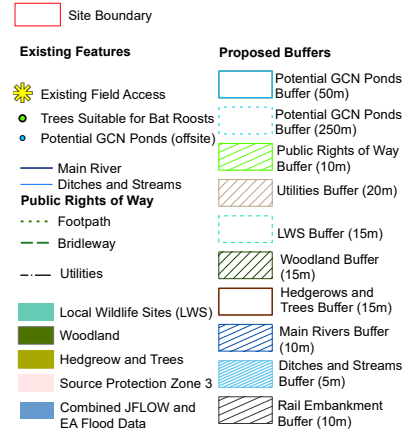 Site Boundary
Existing Features
Existing Field Access
Trees Suitable for Bat Roosts
Potential GCN Ponds (offsite)
Main River
Ditches and Streams
Public Rights of Way
Footpath
Bridleway
Utilities
Local Wildlife Sites (LWS)
Woodland
Hedgreow and Trees
Source Protection Zone 3
Combined JFLOW and
EA Flood Data
Proposed Buffers
Potential GCN Ponds
Buffer (50m)
Potential GCN Ponds
Buffer (250m)
Public Rights of Way
Buffer (10m)
Utilities Buffer (20m)
LWS Buffer (15m)
Woodland Buffer
(15m)
Hedgerows and
Trees Buffer (15m)
Main Rivers Buffer
(10m)
Ditches and Streams
Buffer (5m)
Rail Embankment
Buffer (10m)